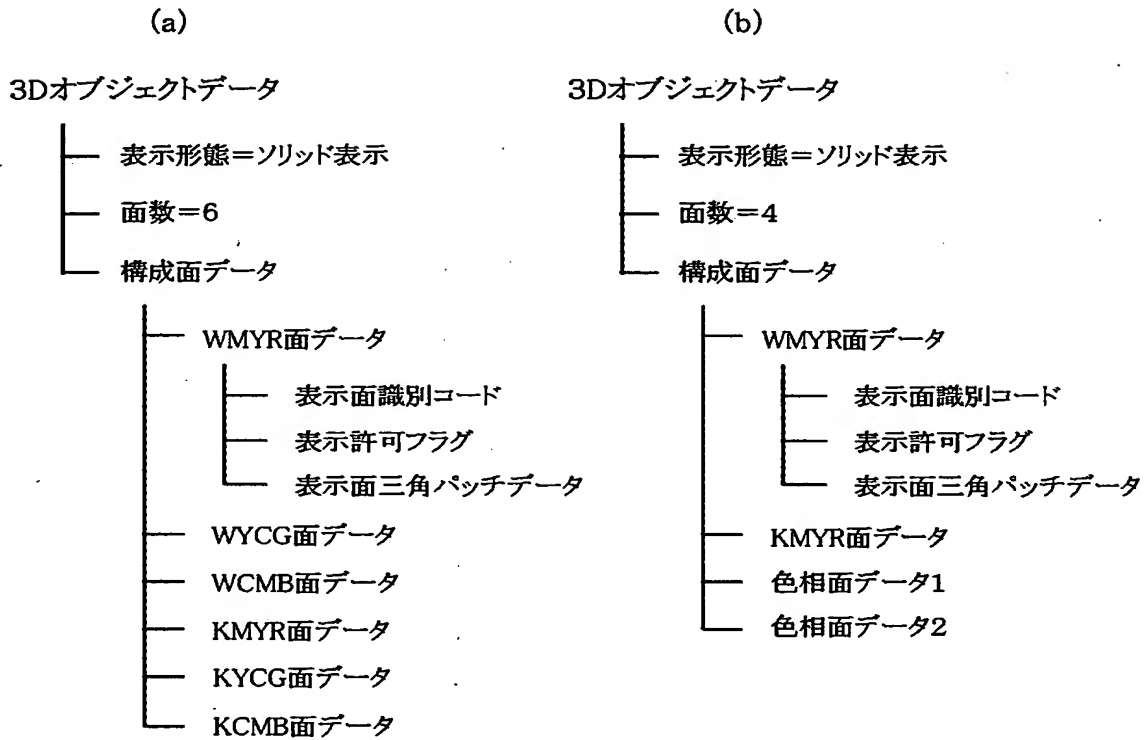 (a)
3Dオブジェクトデータ
表示形態=ソリッド表示
面数=6
構成面データ
WMYR面データ
表示面識別コード
表示許可フラグ
表示面三角パッチデータ
WYCG面データ
WCMB面データ
KMYR面データ
KYCG面データ
KCMB面データ
(b)
3Dオブジェクトデータ
表示形態=ソリッド表示
面数=4
構成面データ
WMYR面データ
表示面識別コード
表示許可フラグ
表示面三角パッチデータ
KMYR面データ
色相面データ1
色相面データ2